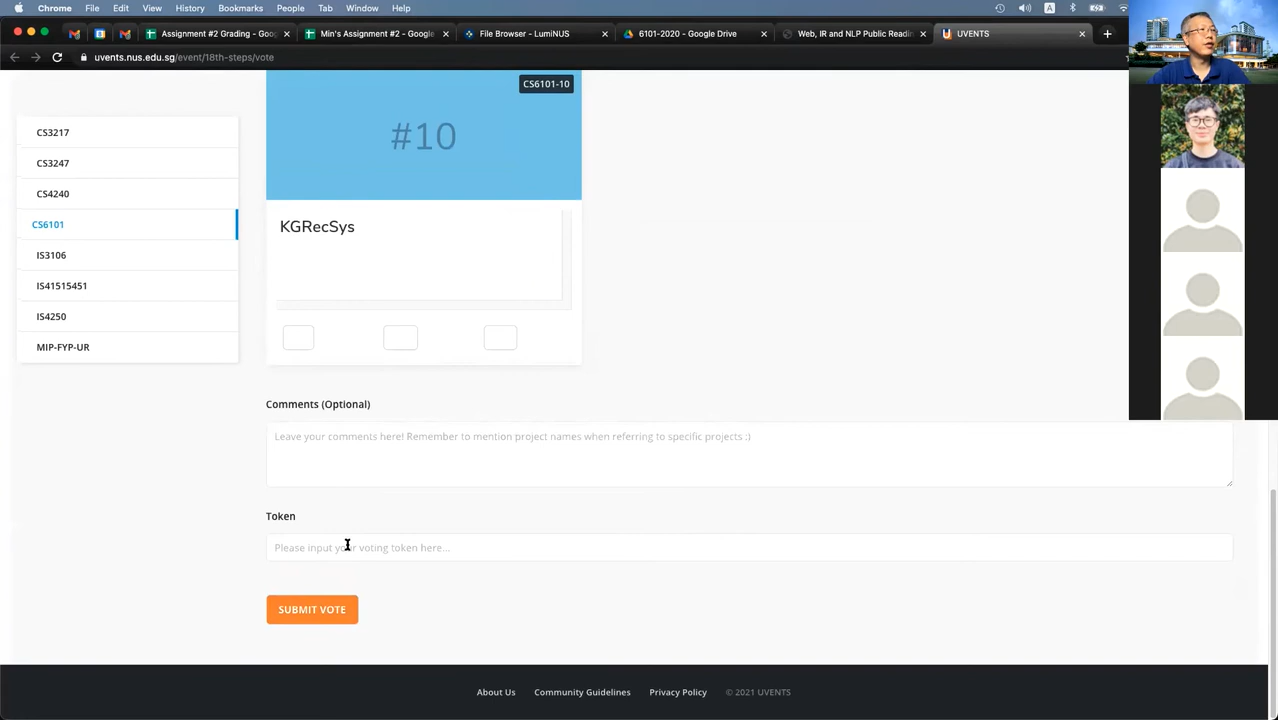 Chrome File Edit View History Bookmarks People Tab Window Help
Assignment #2 Grading - Goo
Min's Assignment #2 - Google
File Browser - LumiNUS
6101-2020 - Google Drive
Web, IR and NLP Public Readin
UVENTS
uvents.nus.edu.sg/event/18th-steps/vote
CS3217
CS3247
CS4240
CS6101
IS3106
IS41515451
IS4250
MIP-FYP-UR
CS6101-10
#10
KGRecSys
Comments (Optional)
Leave your comments here! Remember to mention project names when referring to specific projects :)
Token
Please input your voting token here...
SUBMIT VOTE
About Us Community Guidelines Privacy Policy © 2021 UVENTS